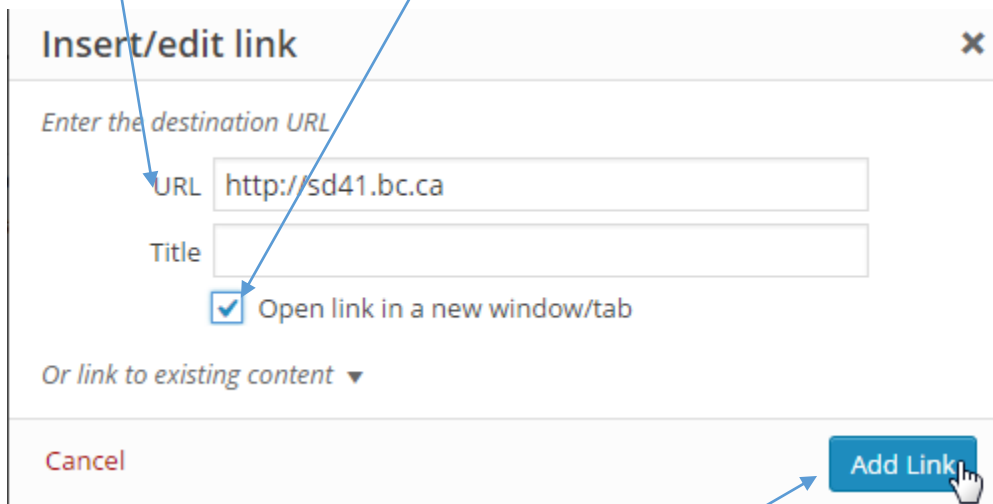 Insert/edit link
Enter the destination URL
URL http://sd41.bc.ca
Title
Open link in a new window/tab
Or link to existing content
Cancel
Add Link